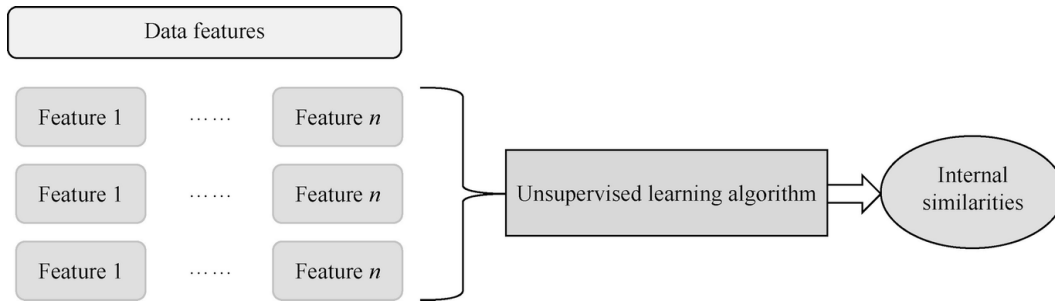 Data features
Feature 1 …… Feature n
Feature 1 …… Feature n
Feature 1 …… Feature n
Unsupervised learning algorithm
Internal
similarities